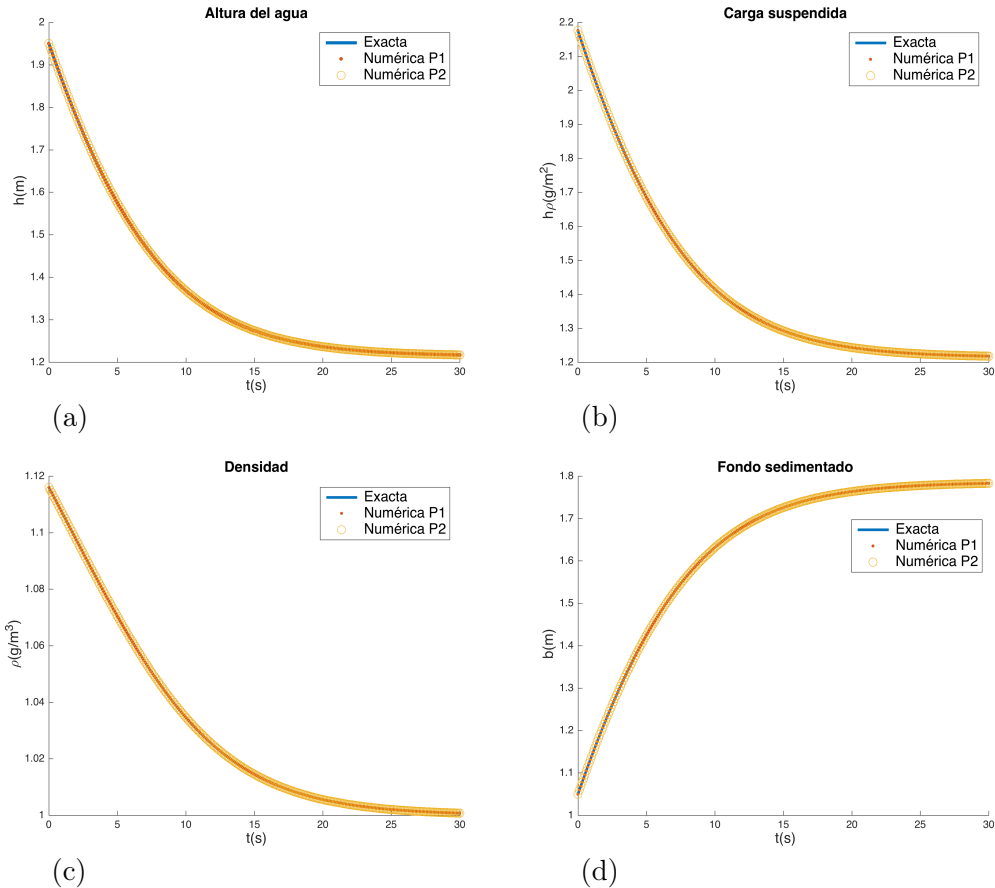 Altura del agua
2
1.9
1.8
1.7
1.6
1.5
1.4
1.3
1.2
h(m)
0 5 10 15 20 25 30
t(s)
Exacta
Numérica P1
Numérica P2
(a)
Carga suspendida
2.2
2.1
2
1.9
1.8
1.7
1.6
1.5
1.4
1.3
1.2
hρ(g/m²)
0 5 10 15 20 25 30
t(s)
Exacta
Numérica P1
Numérica P2
(b)
Densidad
1.12
1.1
1.08
1.06
1.04
1.02
1
ρ(g/m³)
0 5 10 15 20 25 30
t(s)
Exacta
Numérica P1
Numérica P2
(c)
Fondo sedimentado
1.8
1.7
1.6
1.5
1.4
1.3
1.2
1.1
1
b(m)
0 5 10 15 20 25 30
t(s)
Exacta
Numérica P1
Numérica P2
(d)